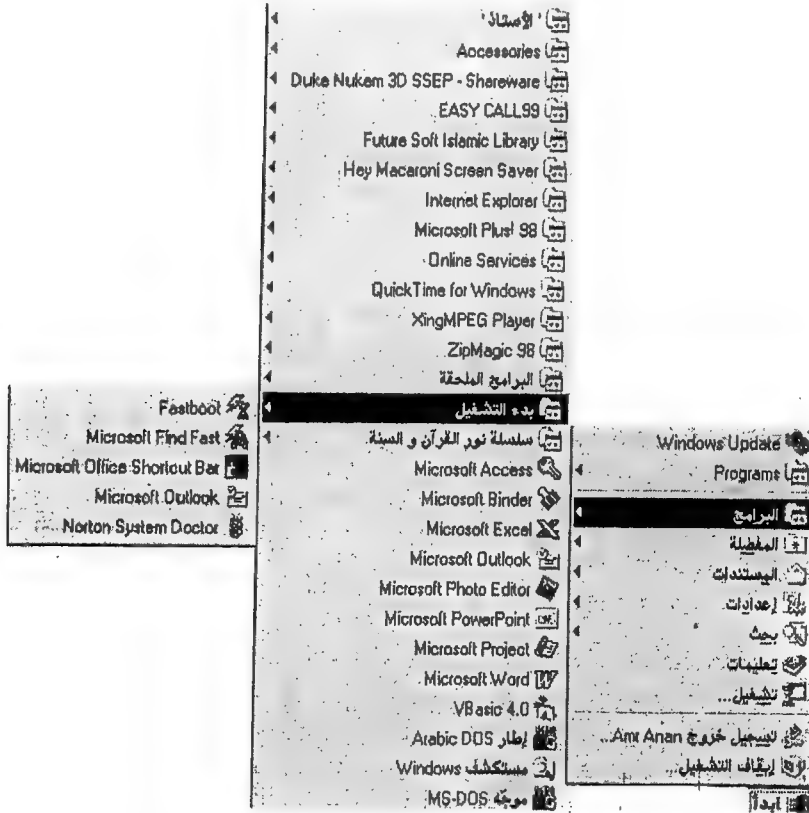 Windows Update
Programs
البرامج
المفضلة
المستندات
إعدادات
بحث
تعليمات
تشغيل...
تسجيل خروج Amr Anan...
إيقاف التشغيل...
ابدأ
' الأستاذ '
Accessories
Duke Nukem 3D SSEP - Shareware
EASY CALL99
Future Soft Islamic Library
Hey Macaroni Screen Saver
Internet Explorer
Microsoft Plus! 98
Online Services
QuickTime for Windows
XingMPEG Player
ZipMagic 98
البرامج الملحقة
بدء التشغيل
سلسلة نور القرآن و السنة
Microsoft Access
Microsoft Binder
Microsoft Excel
Microsoft Outlook
Microsoft Photo Editor
Microsoft PowerPoint
Microsoft Project
Microsoft Word
VBasic 4.0
إطار Arabic DOS
مستكشف Windows
موجّه MS-DOS
Fastboot
Microsoft Find Fast
Microsoft Office Shortcut Bar
Microsoft Outlook
Norton System Doctor